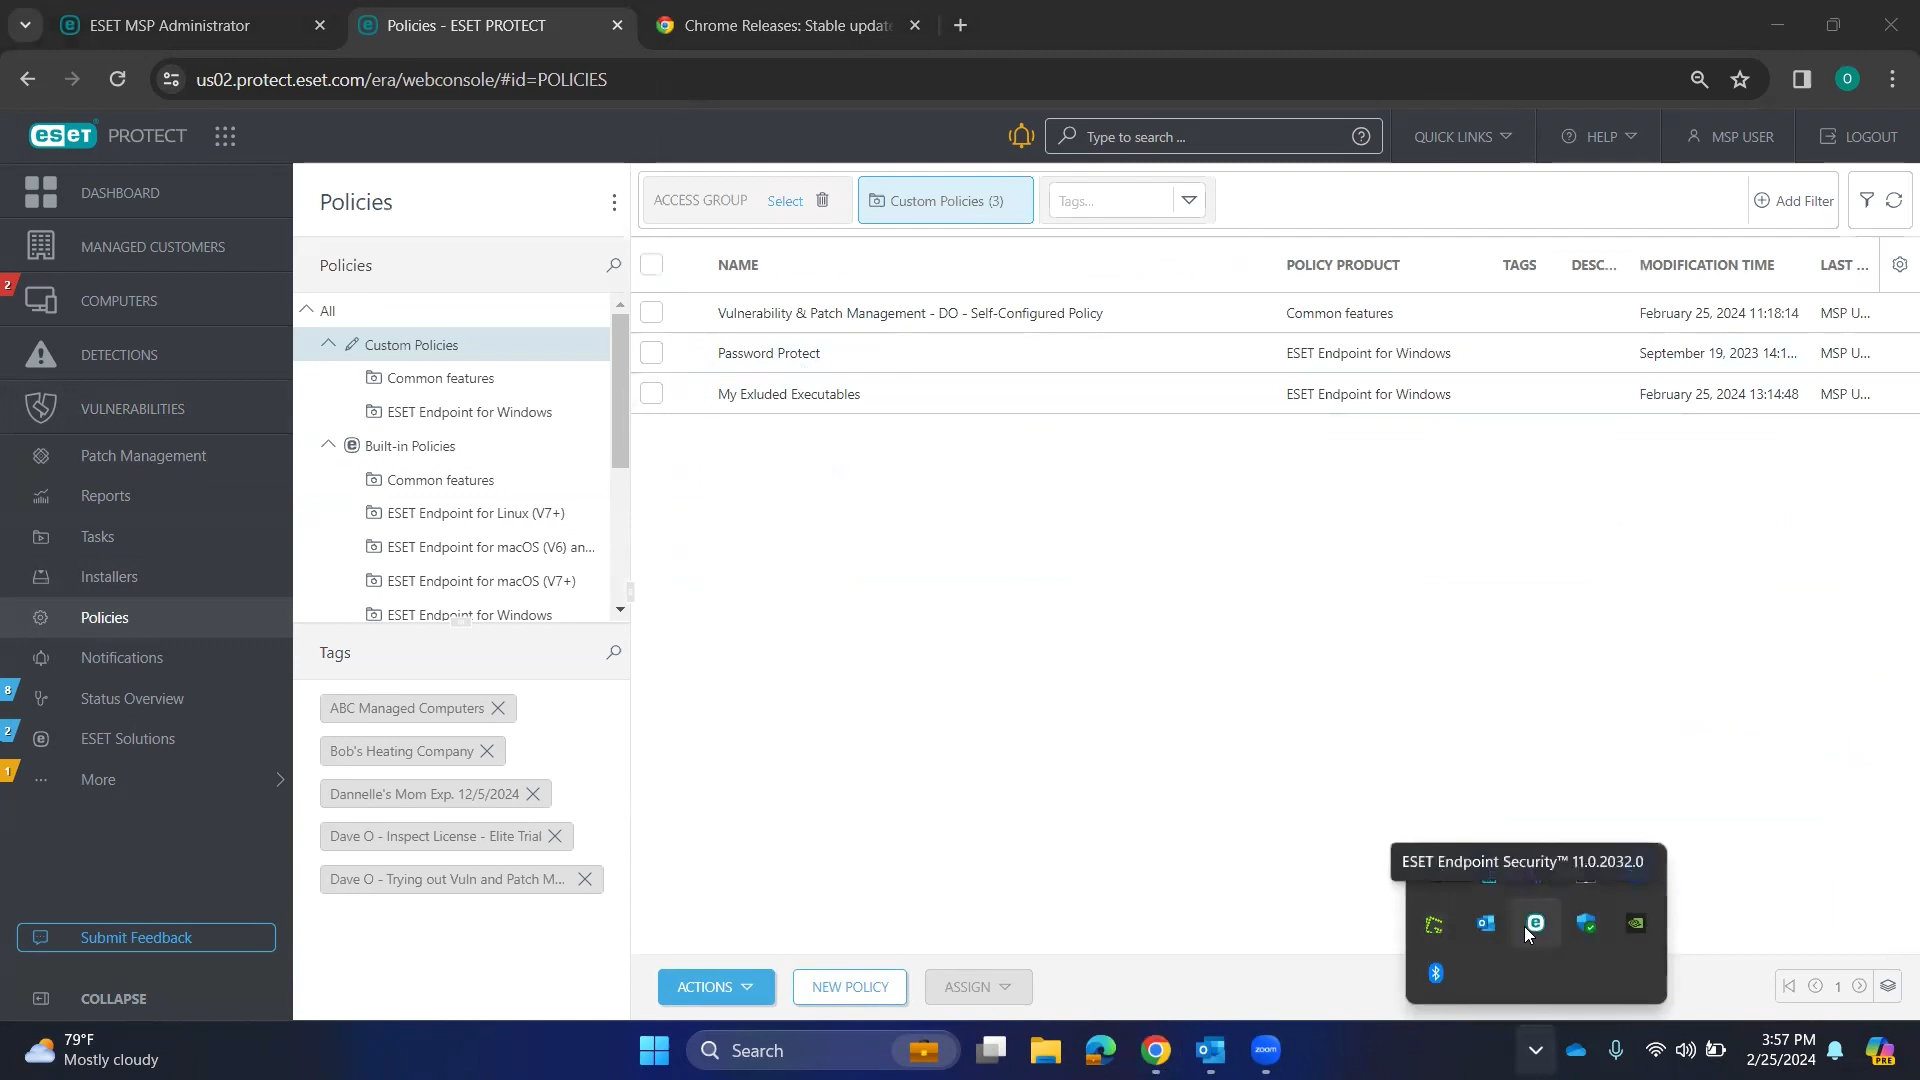 ESET MSP Administrator
Policies - ESET PROTECT
Chrome Releases: Stable updat
us02.protect.eset.com/era/webconsole/#id=POLICIES
O
eset PROTECT
Type to search ...
QUICK LINKS
HELP
MSP USER
LOGOUT
DASHBOARD
MANAGED CUSTOMERS
2
COMPUTERS
DETECTIONS
VULNERABILITIES
Patch Management
Reports
Tasks
Installers
Policies
Notifications
8
Status Overview
2
ESET Solutions
1
More
Submit Feedback
COLLAPSE
Policies
Policies
All
Custom Policies
Common features
ESET Endpoint for Windows
Built-in Policies
Common features
ESET Endpoint for Linux (V7+)
ESET Endpoint for macOS (V6) an...
ESET Endpoint for macOS (V7+)
ESET Endpoint for Windows
Tags
ABC Managed Computers
Bob's Heating Company
Dannelle's Mom Exp. 12/5/2024
Dave O - Inspect License - Elite Trial
Dave O - Trying out Vuln and Patch M...
ACCESS GROUP Select
Custom Policies (3)
Tags...
Add Filter
NAME POLICY PRODUCT TAGS DESC... MODIFICATION TIME LAST ...
Vulnerability & Patch Management - DO - Self-Configured Policy Common features February 25, 2024 11:18:14 MSP U...
Password Protect ESET Endpoint for Windows September 19, 2023 14:1... MSP U...
My Exluded Executables ESET Endpoint for Windows February 25, 2024 13:14:48 MSP U...
ESET Endpoint Security™ 11.0.2032.0
ACTIONS
NEW POLICY
ASSIGN
1
79°F
Mostly cloudy
Search
zoom
3:57 PM
2/25/2024
PRE